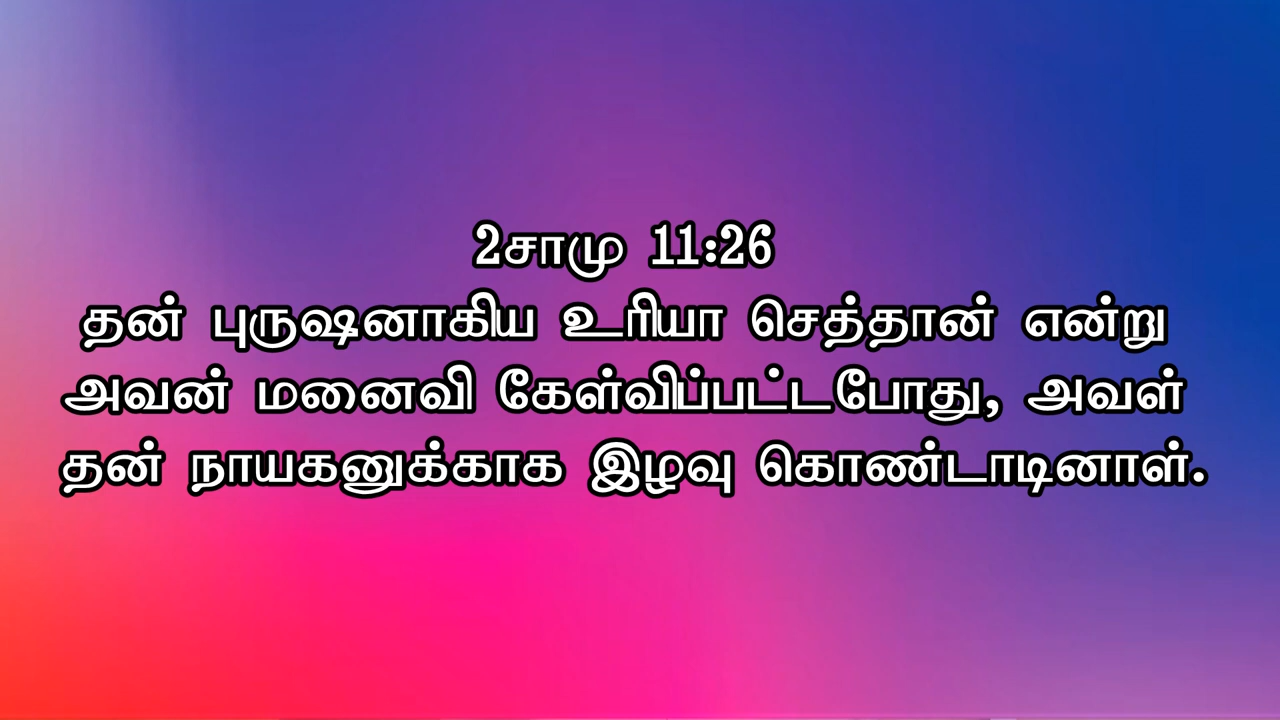 2சாமு 11:26
தன் புருஷனாகிய உரியா செத்தான் என்று
அவன் மனைவி கேள்விப்பட்டபோது, அவள்
தன் நாயகனுக்காக இழவு கொண்டாடினாள்.